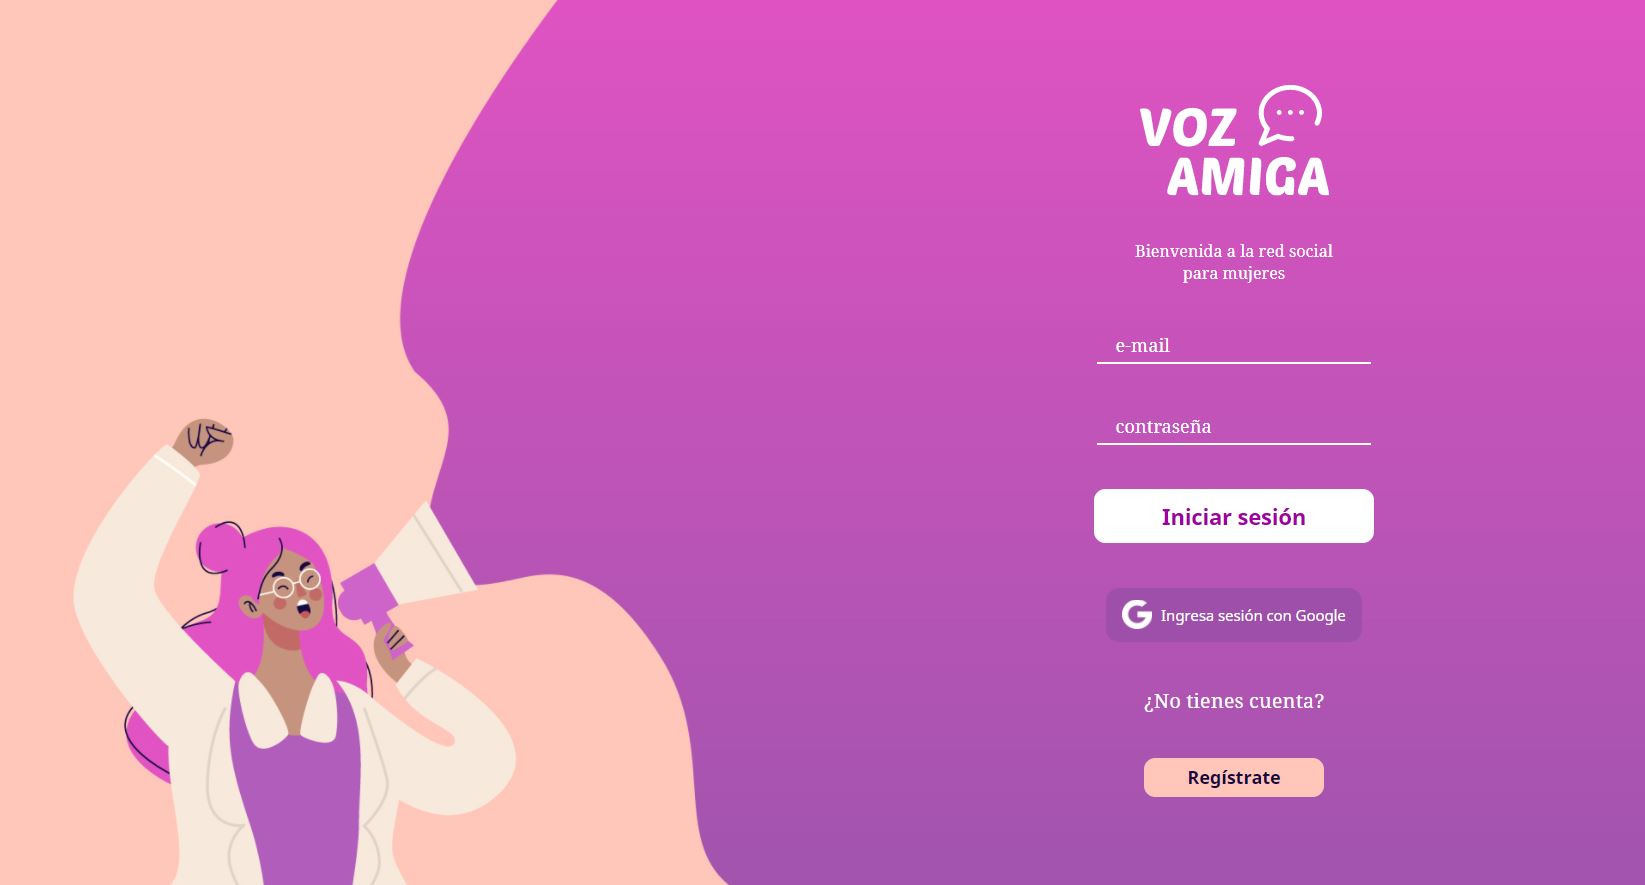 VOZ
AMIGA
Bienvenida a la red social
para mujeres
e-mail
contraseña
Iniciar sesión
Ingresa sesión con Google
¿No tienes cuenta?
Regístrate